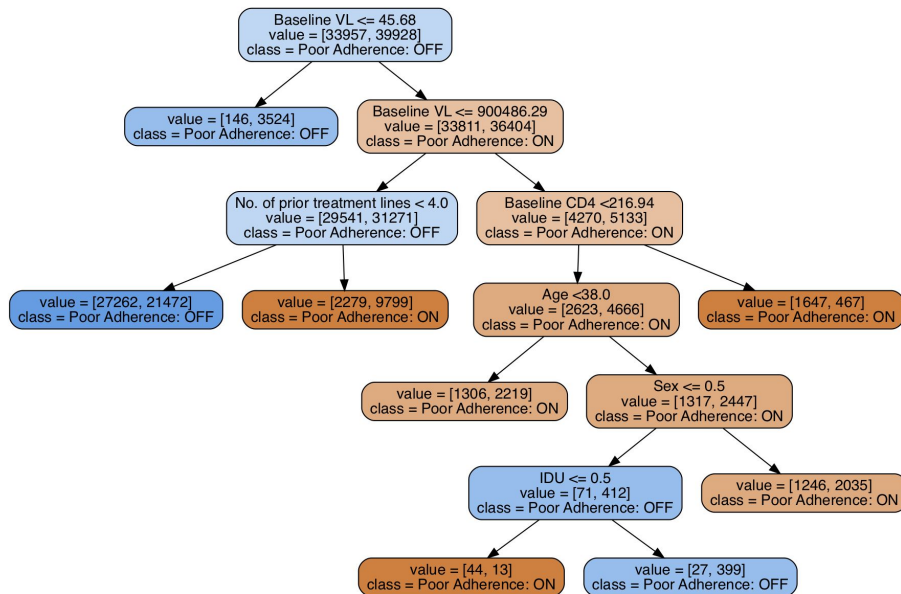 Baseline VL <= 45.68
value = [33957, 39928]
class = Poor Adherence: OFF
value = [146, 3524]
class = Poor Adherence: OFF
Baseline VL <= 900486.29
value = [33811, 36404]
class = Poor Adherence: ON
No. of prior treatment lines < 4.0
value = [29541, 31271]
class = Poor Adherence: OFF
Baseline CD4 <216.94
value = [4270, 5133]
class = Poor Adherence: ON
value = [27262, 21472]
class = Poor Adherence: OFF
value = [2279, 9799]
class = Poor Adherence: ON
Age <38.0
value = [2623, 4666]
class = Poor Adherence: ON
value = [1647, 467]
class = Poor Adherence: ON
value = [1306, 2219]
class = Poor Adherence: ON
Sex <= 0.5
value = [1317, 2447]
class = Poor Adherence: ON
IDU <= 0.5
value = [71, 412]
class = Poor Adherence: OFF
value = [1246, 2035]
class = Poor Adherence: ON
value = [44, 13]
class = Poor Adherence: ON
value = [27, 399]
class = Poor Adherence: OFF